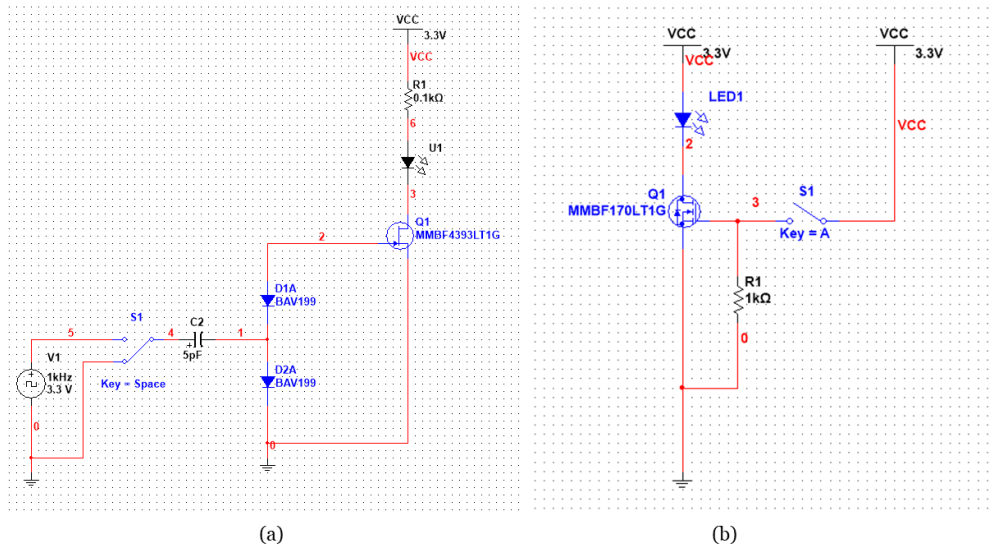 VCC
3.3V
VCC
R1
0.1kΩ
6
U1
3
Q1
MMBF4393LT1G
2
D1A
BAV199
S1
C2
5
4
1
+
5pF
V1
1kHz
3.3 V
Key = Space
D2A
BAV199
0
0
(a)
VCC
3.3V
VCC
VCC
3.3V
LED1
VCC
2
Q1
MMBF170LT1G
3
S1
Key = A
R1
1kΩ
0
(b)